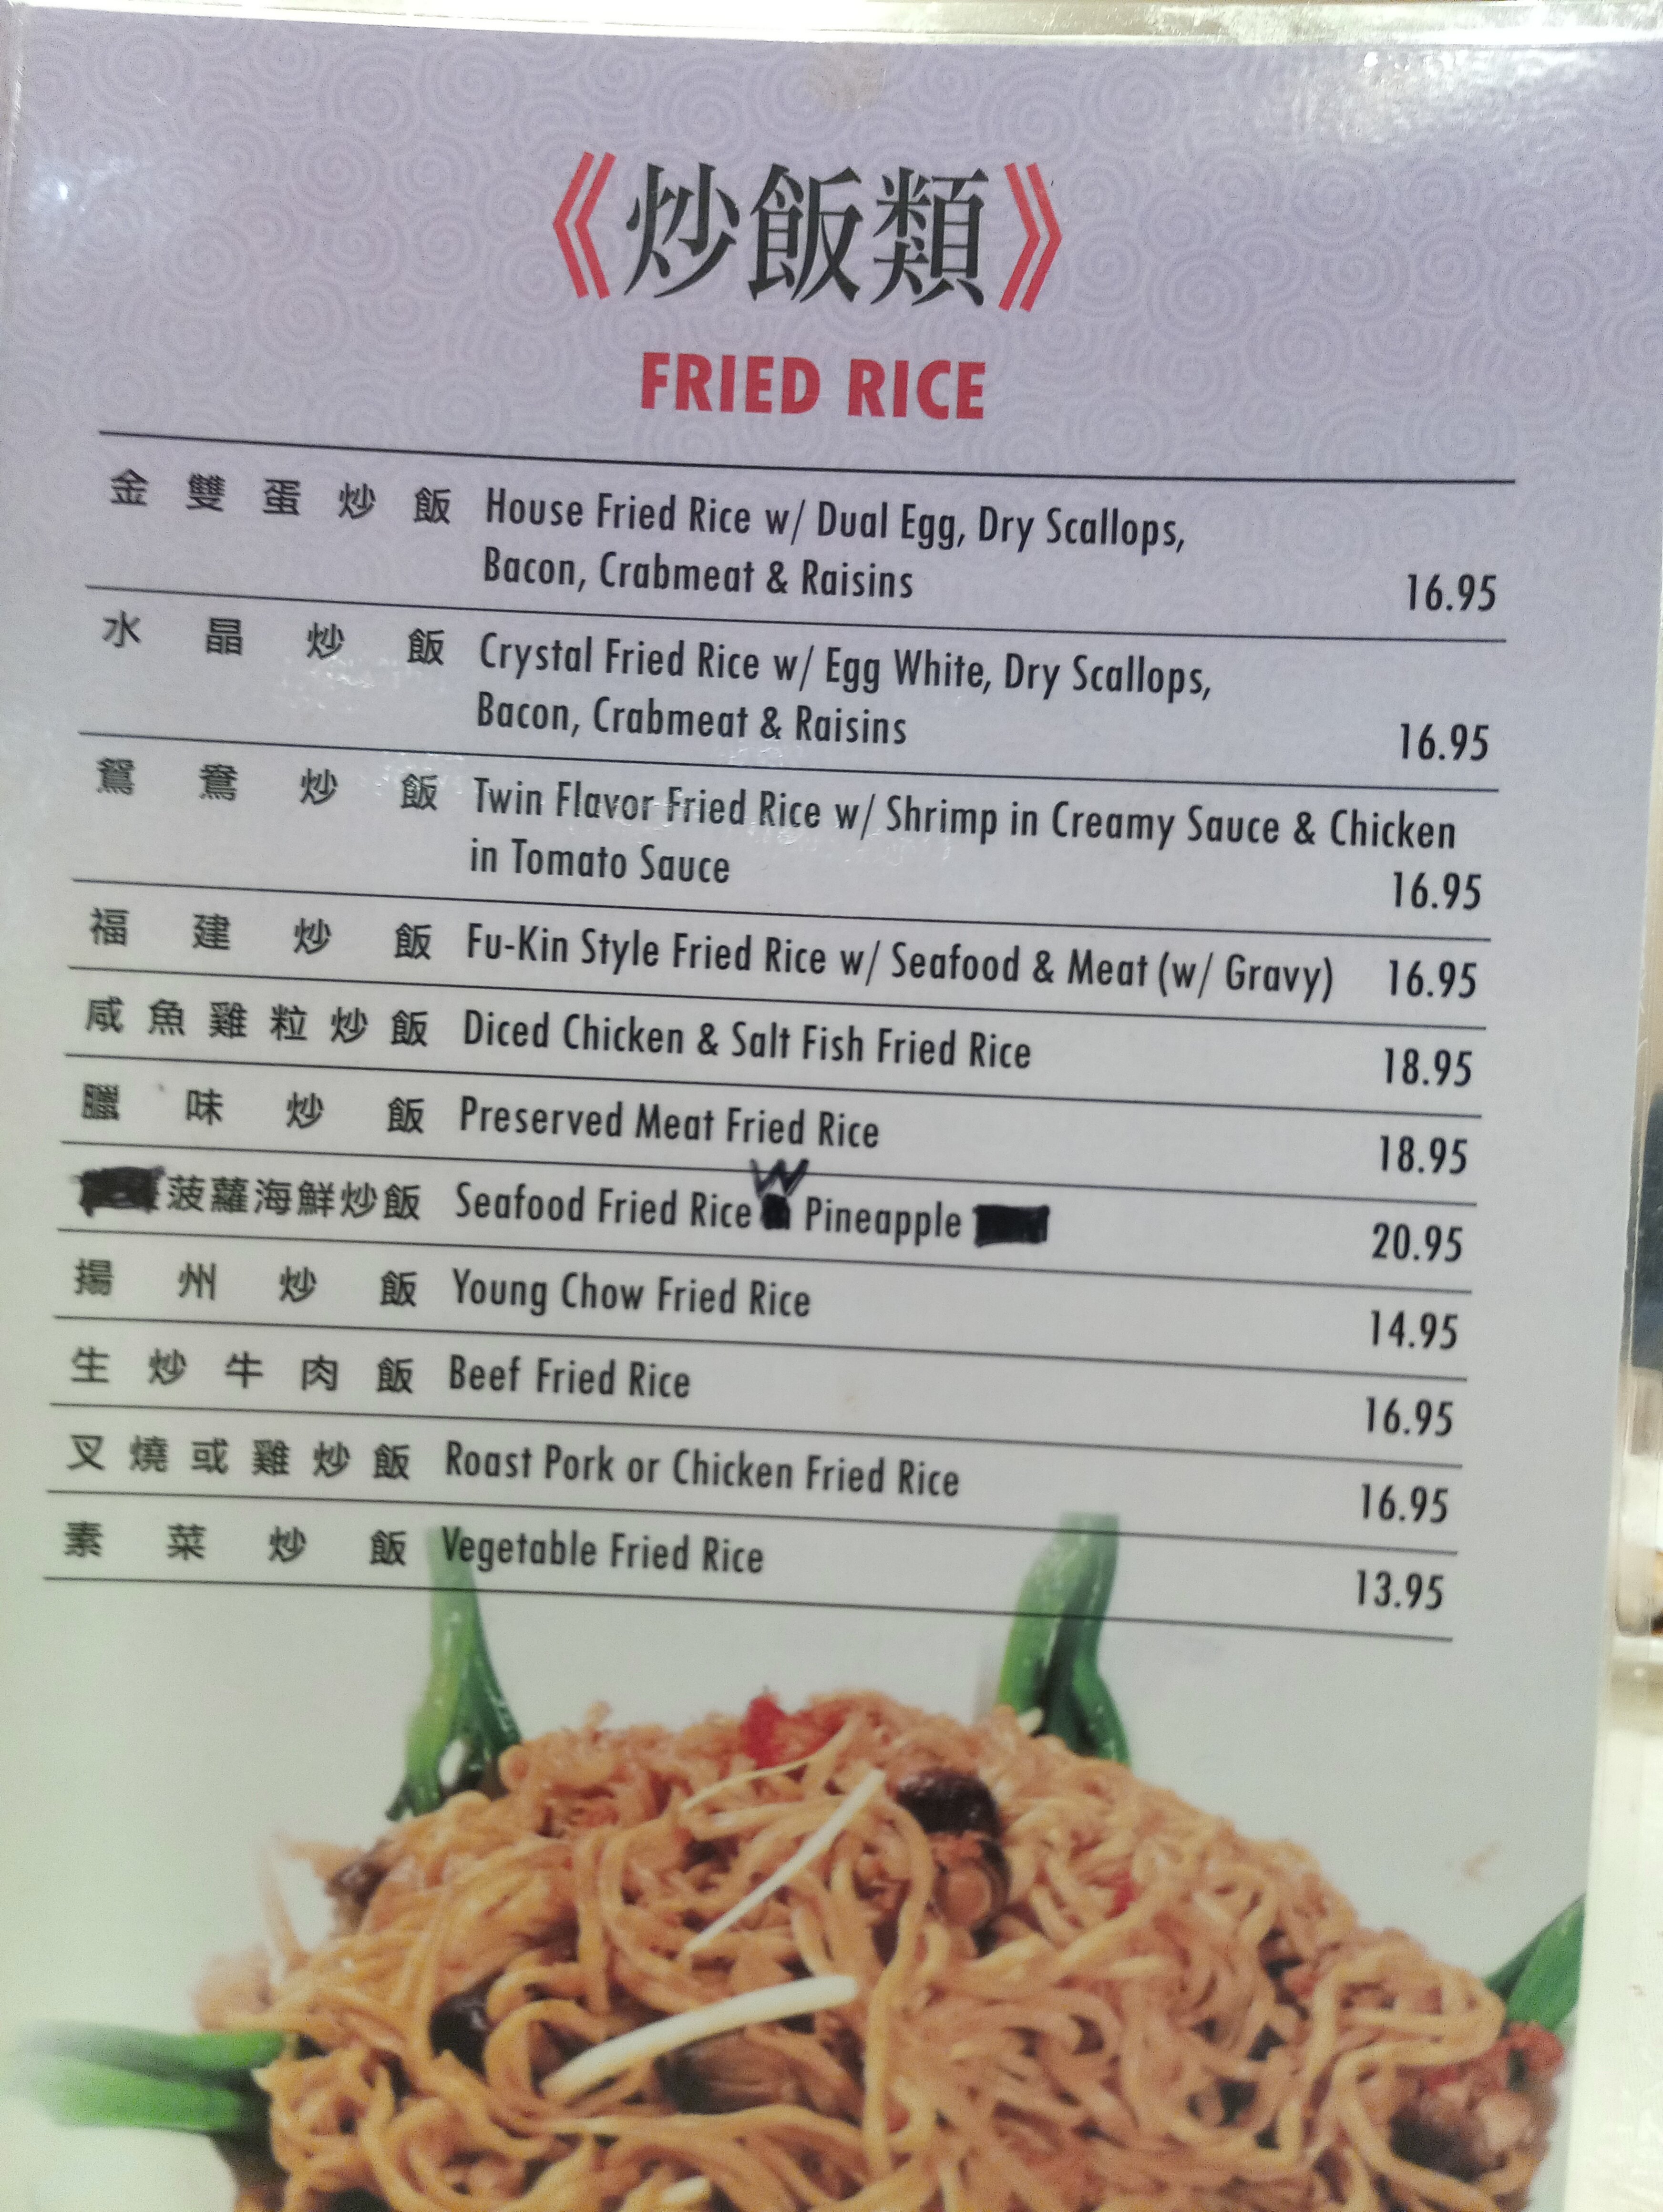 《炒飯類》
FRIED RICE
金雙蛋炒飯 House Fried Rice w/ Dual Egg, Dry Scallops,
Bacon, Crabmeat & Raisins 16.95
水晶炒飯 Crystal Fried Rice w/ Egg White, Dry Scallops,
Bacon, Crabmeat & Raisins 16.95
鴛鴦炒飯 Twin Flavor Fried Rice w/ Shrimp in Creamy Sauce & Chicken
in Tomato Sauce 16.95
福建炒飯 Fu-Kin Style Fried Rice w/ Seafood & Meat (w/ Gravy) 16.95
咸魚雞粒炒飯 Diced Chicken & Salt Fish Fried Rice 18.95
臘味炒飯 Preserved Meat Fried Rice 18.95
菠蘿海鮮炒飯 Seafood Fried Rice W Pineapple 20.95
揚州炒飯 Young Chow Fried Rice 14.95
生炒牛肉飯 Beef Fried Rice 16.95
叉燒或雞炒飯 Roast Pork or Chicken Fried Rice 16.95
素菜炒飯 Vegetable Fried Rice 13.95